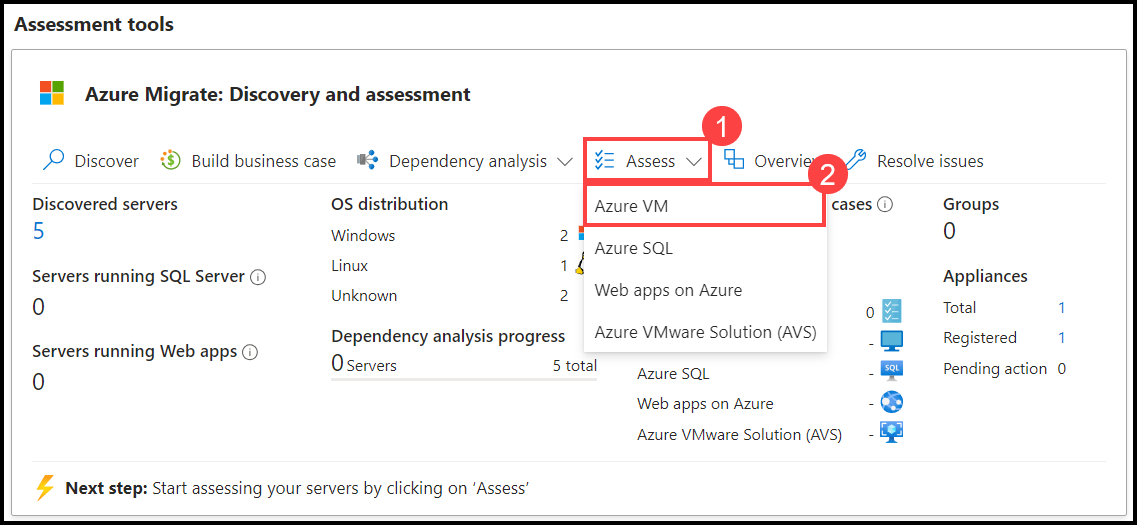 Assessment tools
Azure Migrate: Discovery and assessment
Discover Build business case Dependency analysis Assess Overview Resolve issues
1
2
Discovered servers
5
Servers running SQL Server
0
Servers running Web apps
0
OS distribution
Windows 2
Linux 1
Unknown 2
Dependency analysis progress
0 Servers 5 total
Azure VM
Azure SQL
Web apps on Azure
Azure VMware Solution (AVS)
cases
0
-
Azure SQL -
SQL
Web apps on Azure -
Azure VMware Solution (AVS) -
Groups
0
Appliances
Total 1
Registered 1
Pending action 0
Next step: Start assessing your servers by clicking on ‘Assess’